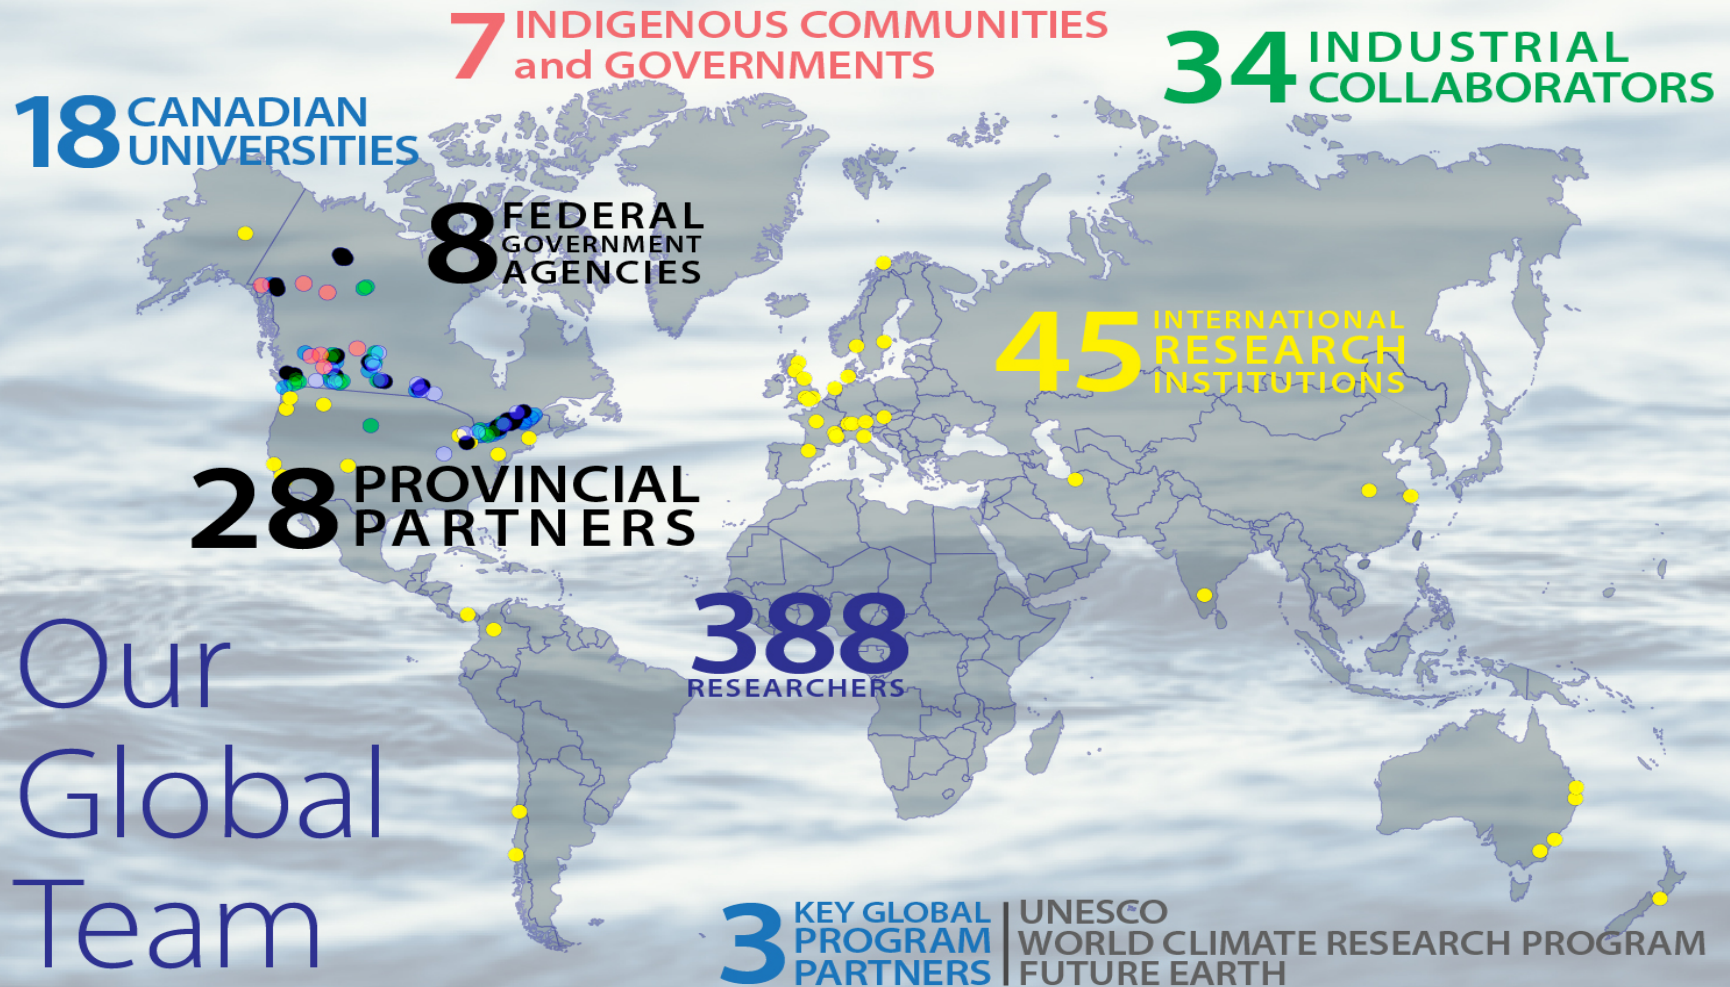 7 INDIGENOUS COMMUNITIES
and GOVERNMENTS
34 INDUSTRIAL
COLLABORATORS
18 CANADIAN
UNIVERSITIES
8 FEDERAL
GOVERNMENT
AGENCIES
45 INTERNATIONAL
RESEARCH
INSTITUTIONS
28 PROVINCIAL
PARTNERS
388
RESEARCHERS
Our
Global
Team
3 KEY GLOBAL
PROGRAM
PARTNERS
UNESCO
WORLD CLIMATE RESEARCH PROGRAM
FUTURE EARTH